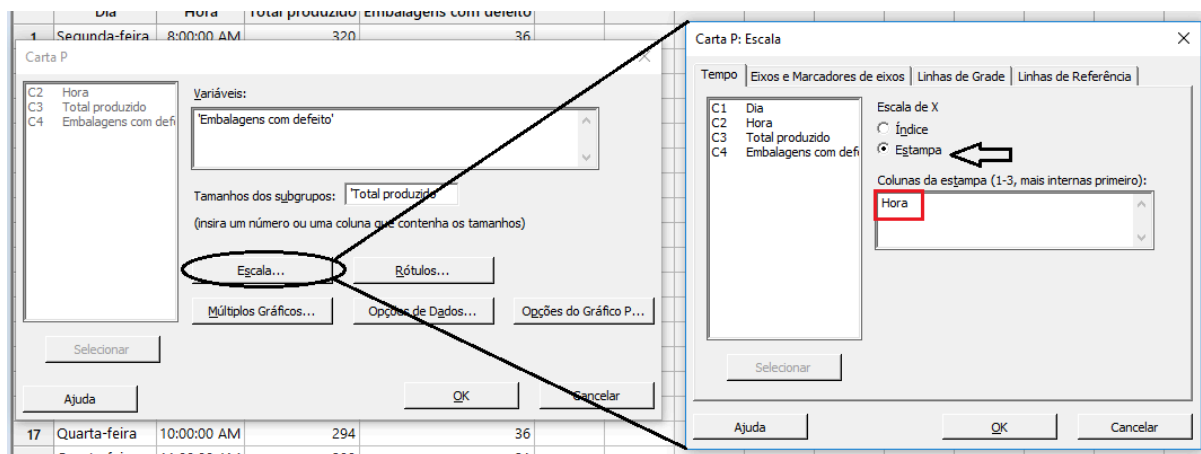 Dia Hora Total produzido Embalagens com defeito
1 Segunda-feira 8:00:00 AM 320 36
Carta P
C2 Hora
C3 Total produzido
C4 Embalagens com defi
Variáveis:
'Embalagens com defeito'
Tamanhos dos subgrupos: 'Total produzido'
(insira um número ou uma coluna que contenha os tamanhos)
Escala... Rótulos...
Múltiplos Gráficos... Opções de Dados... Opções do Gráfico P...
Selecionar
Ajuda OK Cancelar
17 Quarta-feira 10:00:00 AM 294 36
Carta P: Escala
Tempo Eixos e Marcadores de eixos Linhas de Grade Linhas de Referência
C1 Dia
C2 Hora
C3 Total produzido
C4 Embalagens com defi
Escala de X
Índice
Estampa
Colunas da estampa (1-3, mais internas primeiro):
Hora
Selecionar
Ajuda OK Cancelar